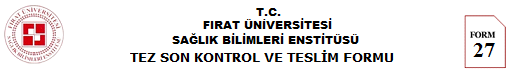 T.C.
FIRAT ÜNİVERSİTESİ
SAĞLIK BİLİMLERİ ENSTİTÜSÜ
TEZ SON KONTROL VE TESLİM FORMU
FORM
27